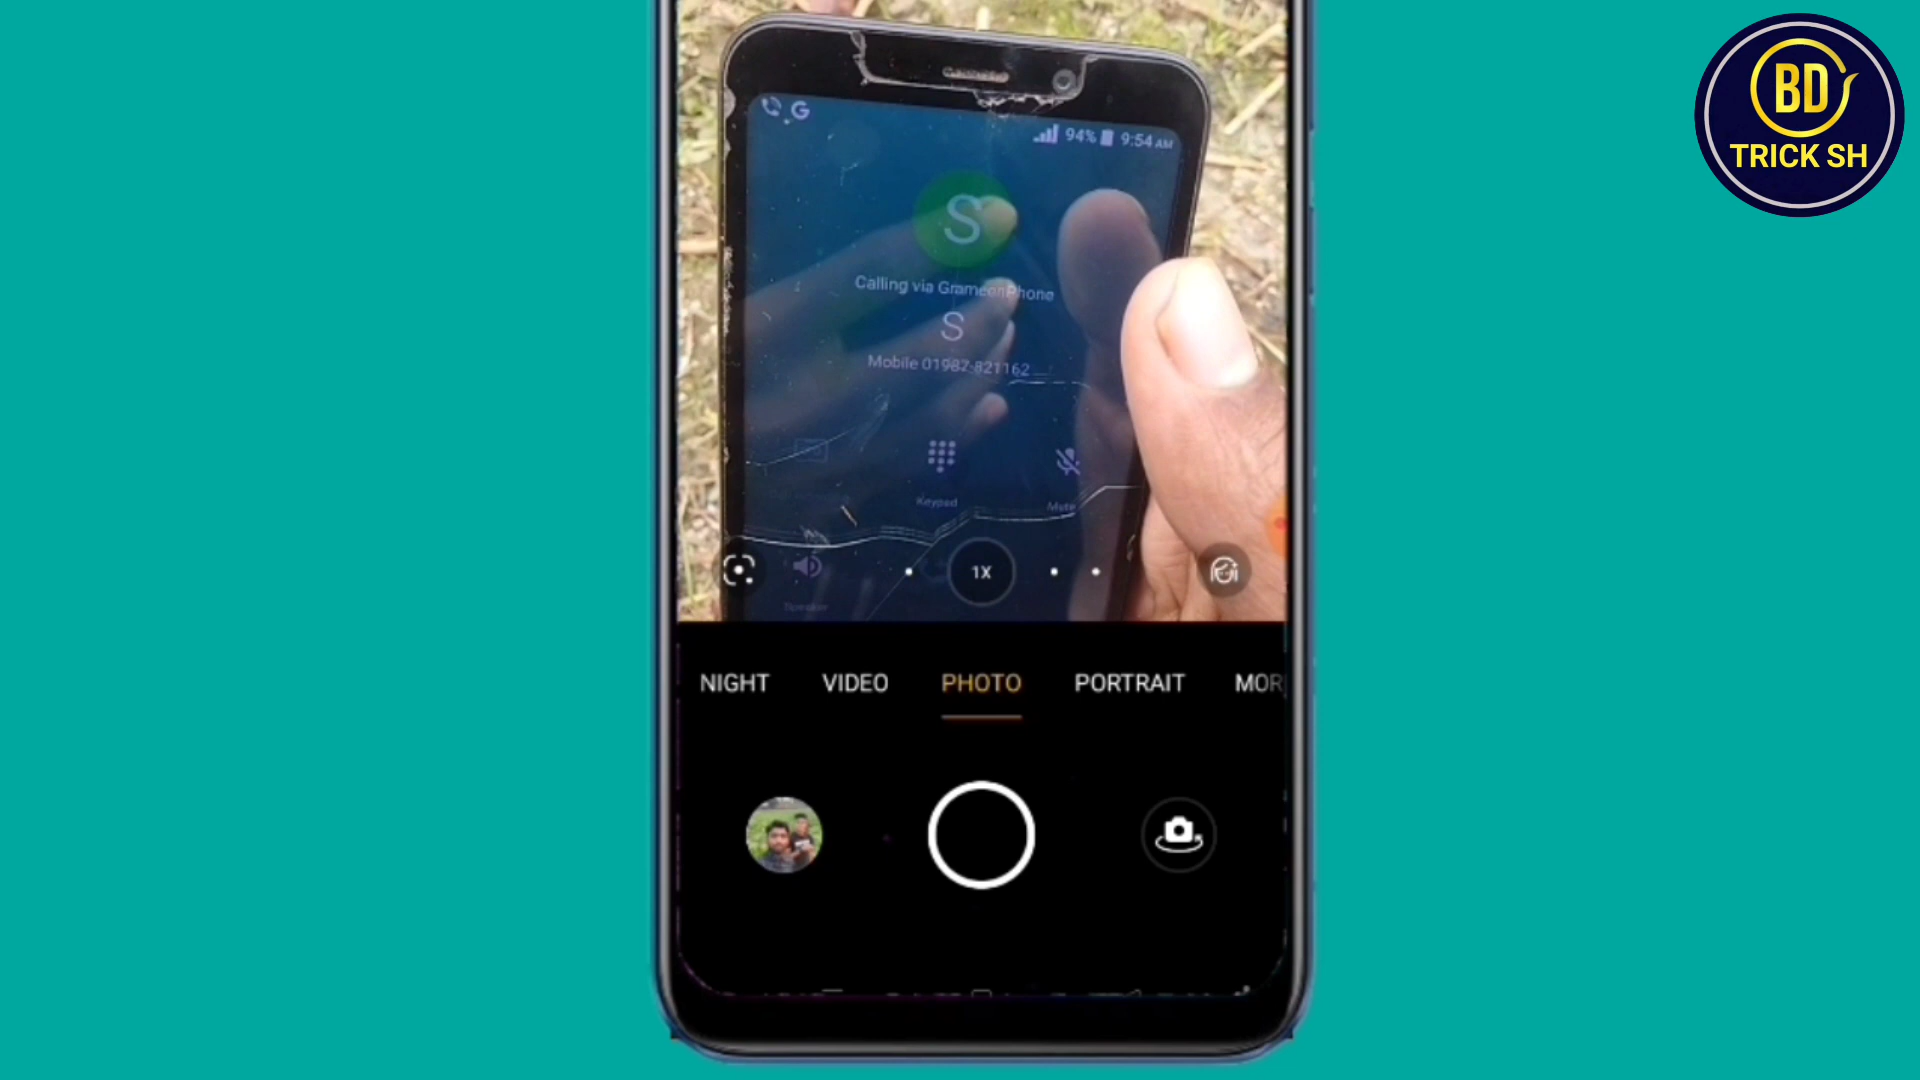 BD
TRICK SH
G
94% 9:54 AM
S
Calling via GrameenPhone
S
Mobile 01987-821162
Keypad
Mute
1X
Speaker
NIGHT VIDEO PHOTO PORTRAIT MOR